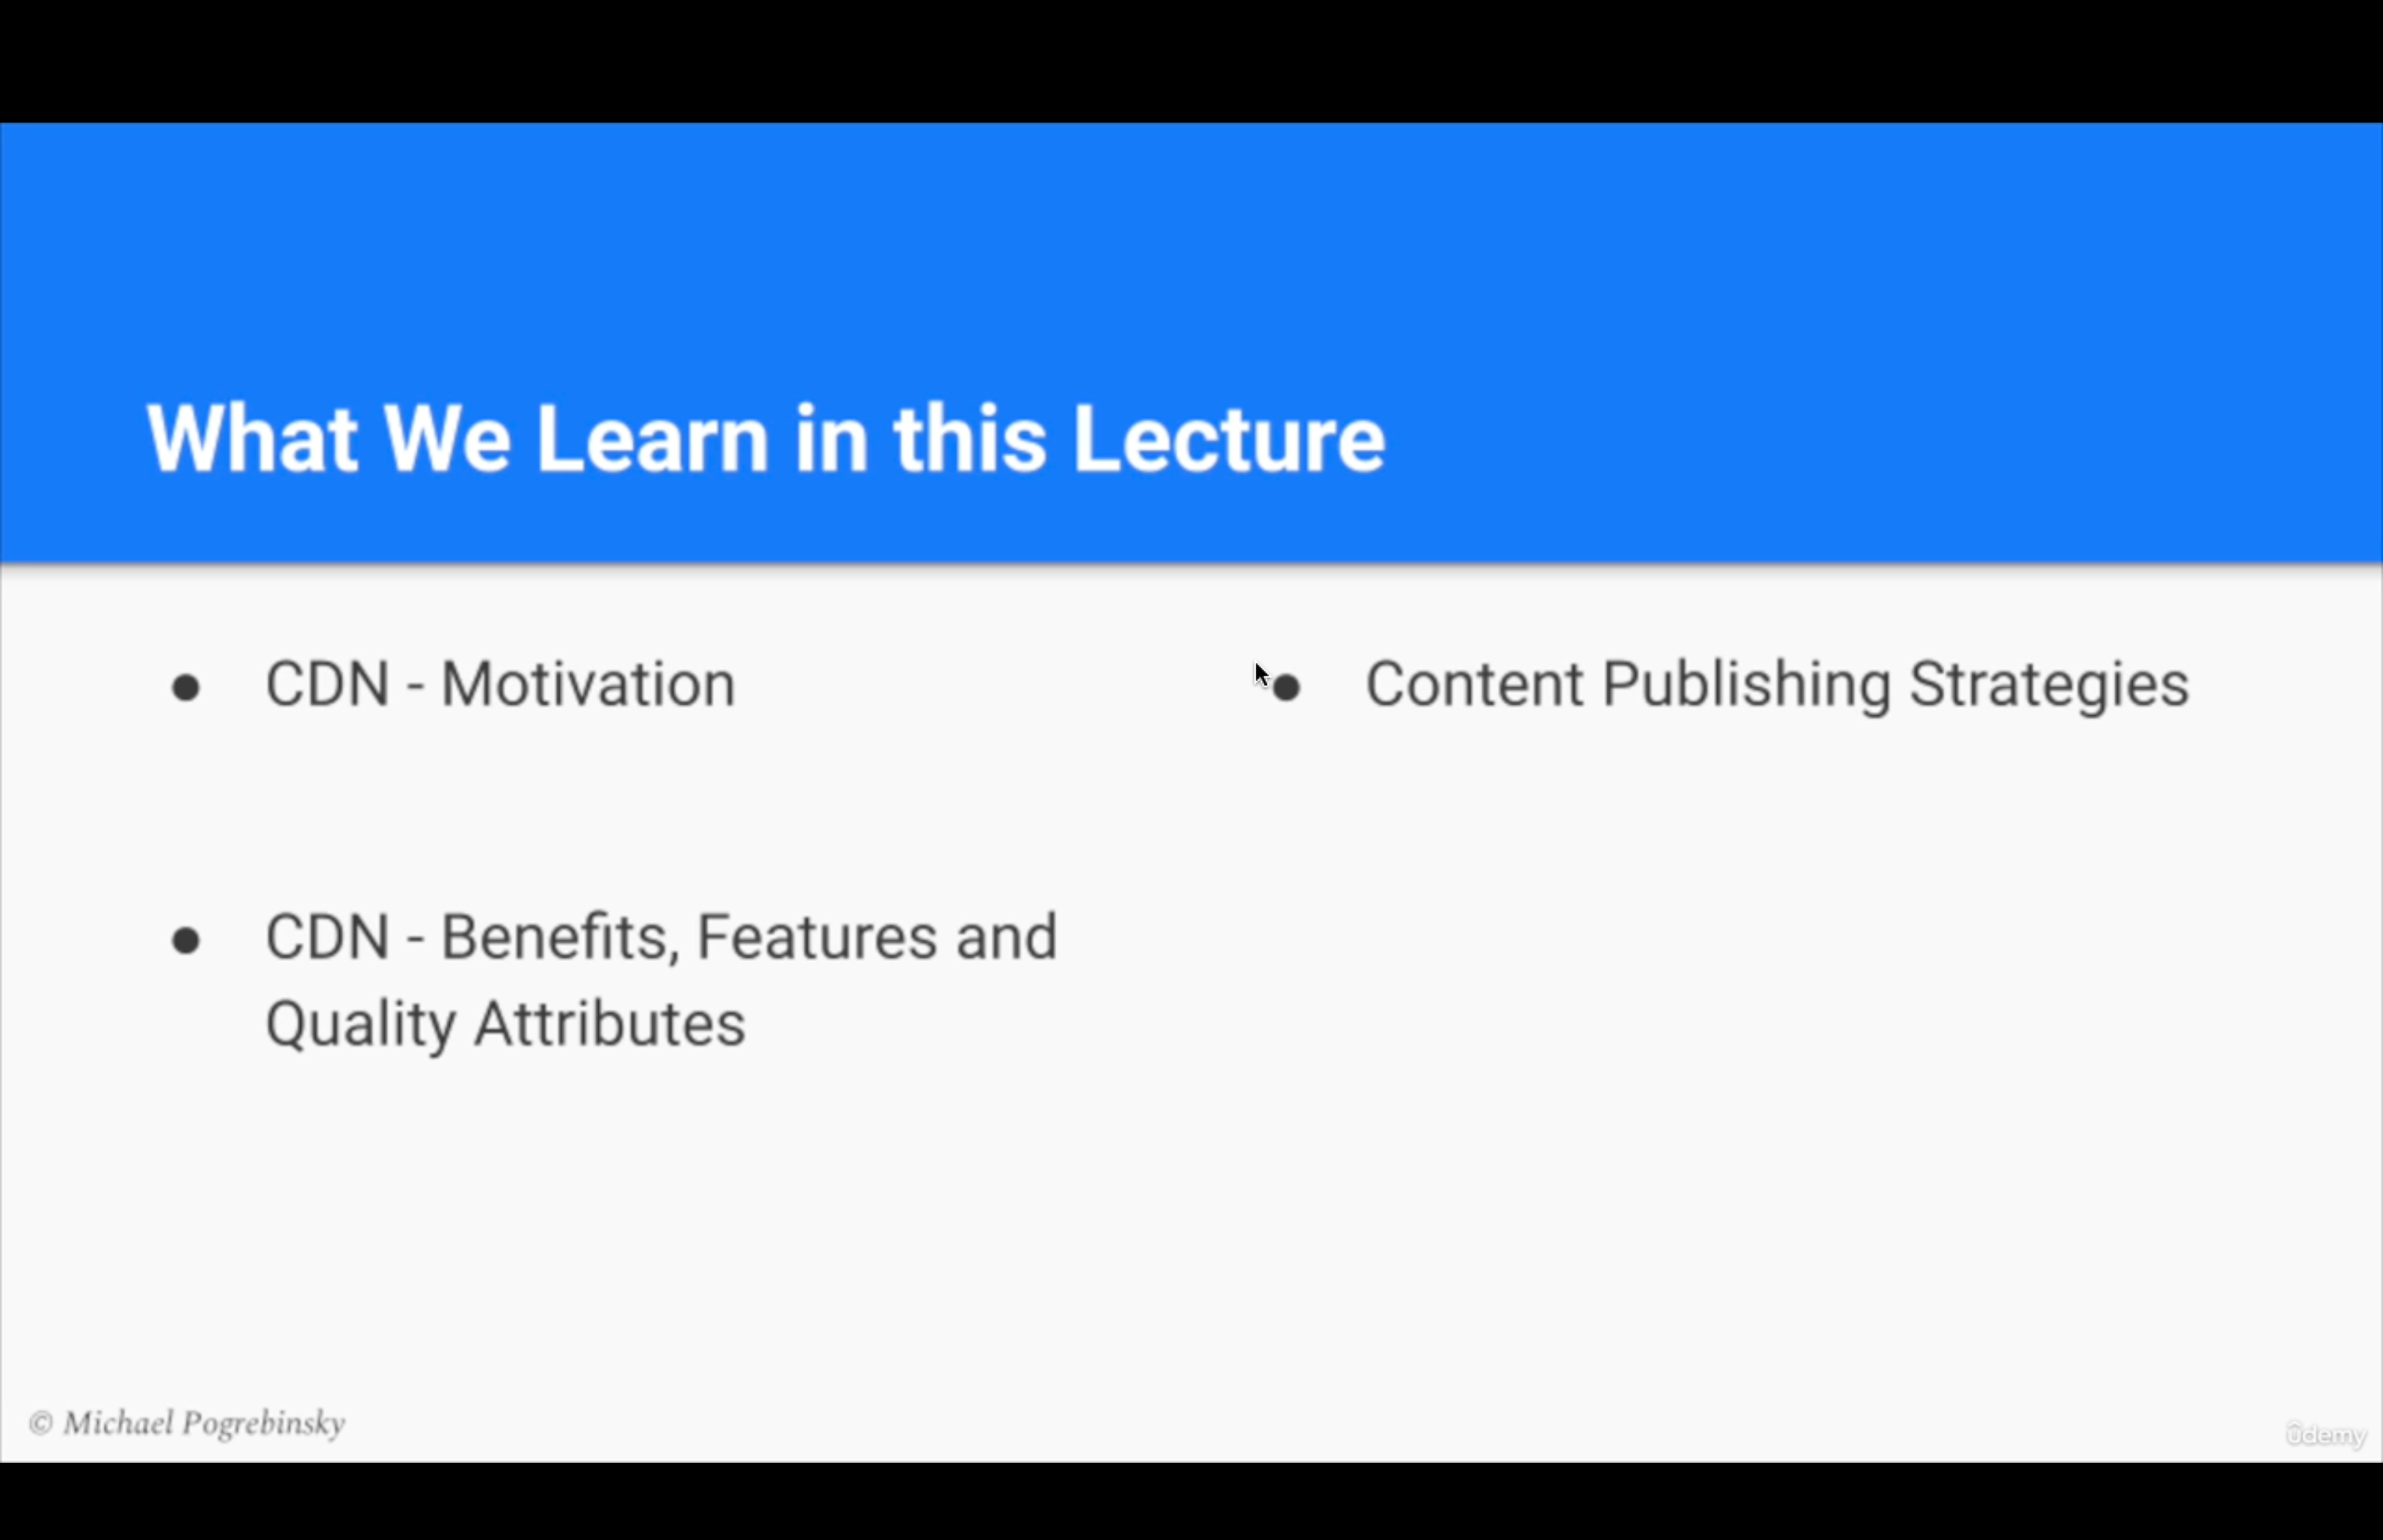 What We Learn in this Lecture
● CDN - Motivation
● CDN - Benefits, Features and
Quality Attributes
● Content Publishing Strategies
© Michael Pogrebinsky
ûdemy